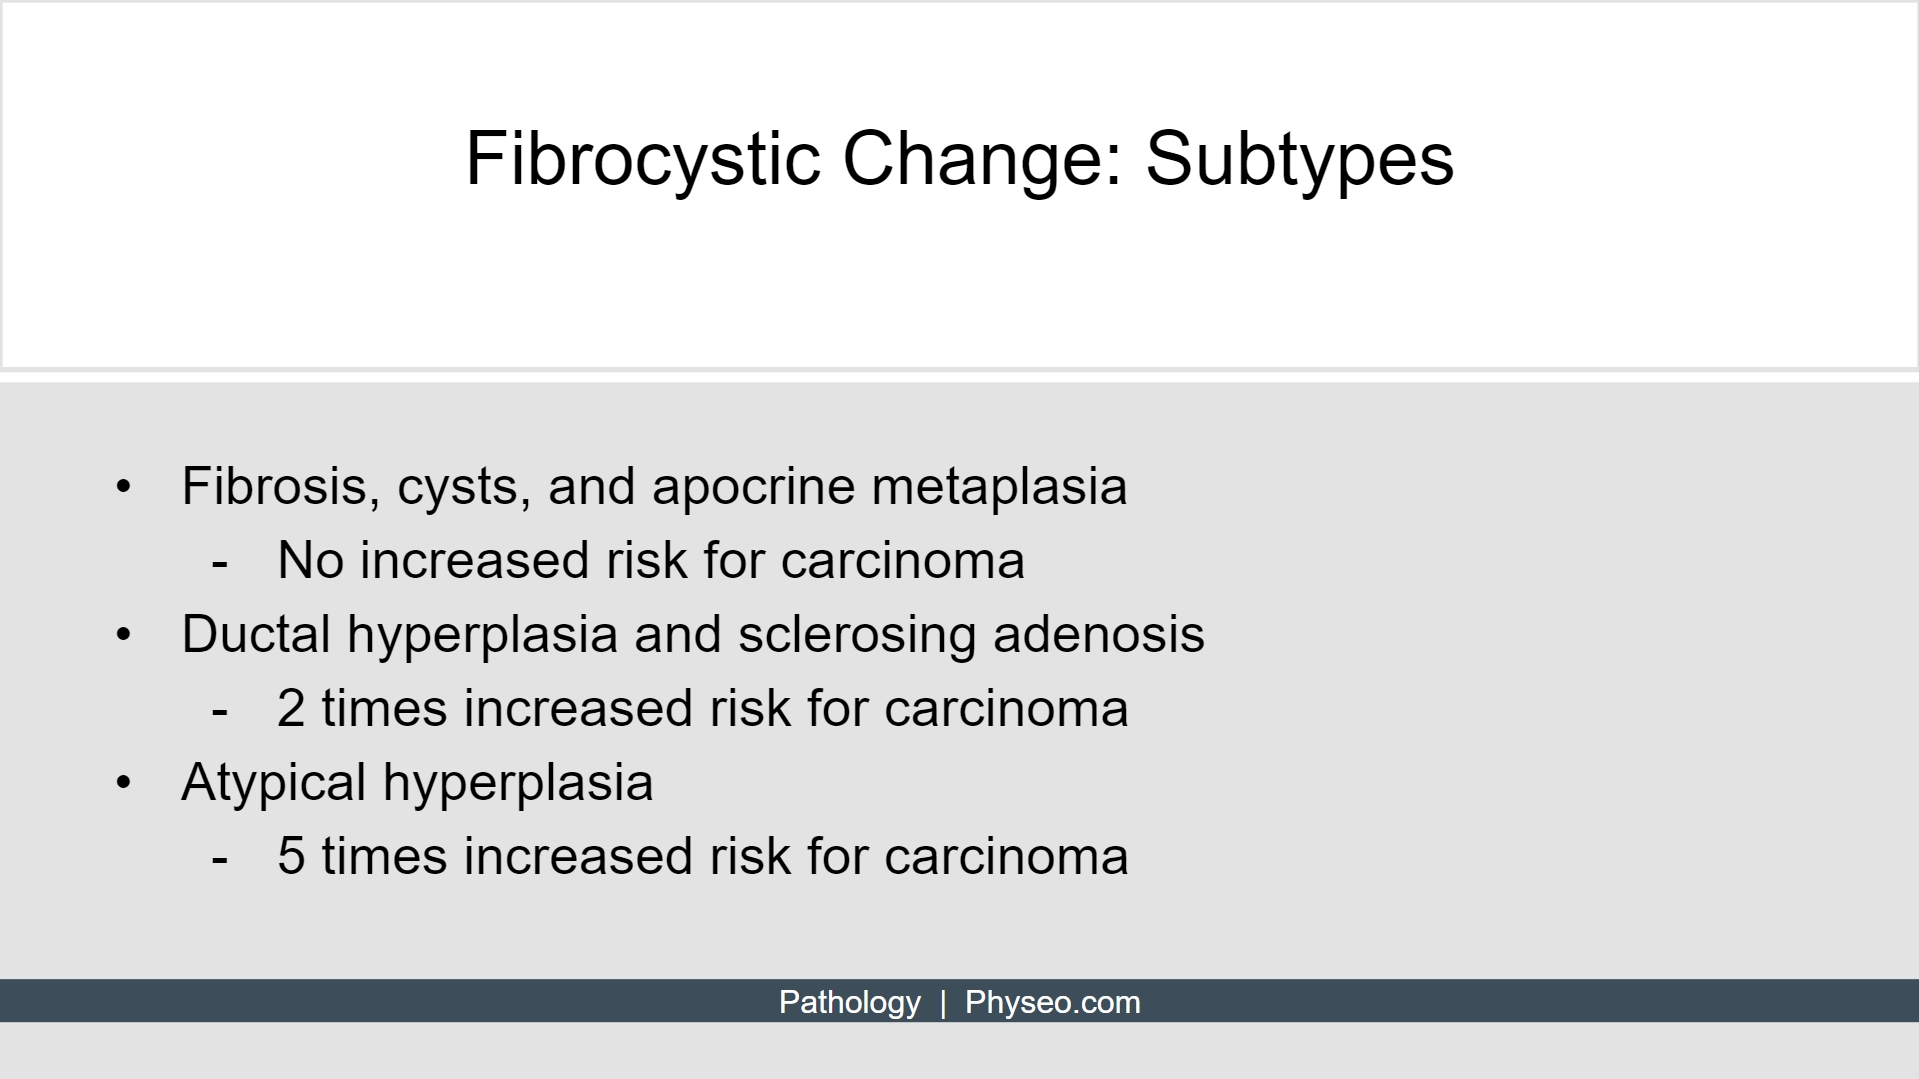 Fibrocystic Change: Subtypes
• Fibrosis, cysts, and apocrine metaplasia
- No increased risk for carcinoma
• Ductal hyperplasia and sclerosing adenosis
- 2 times increased risk for carcinoma
• Atypical hyperplasia
- 5 times increased risk for carcinoma
Pathology | Physeo.com